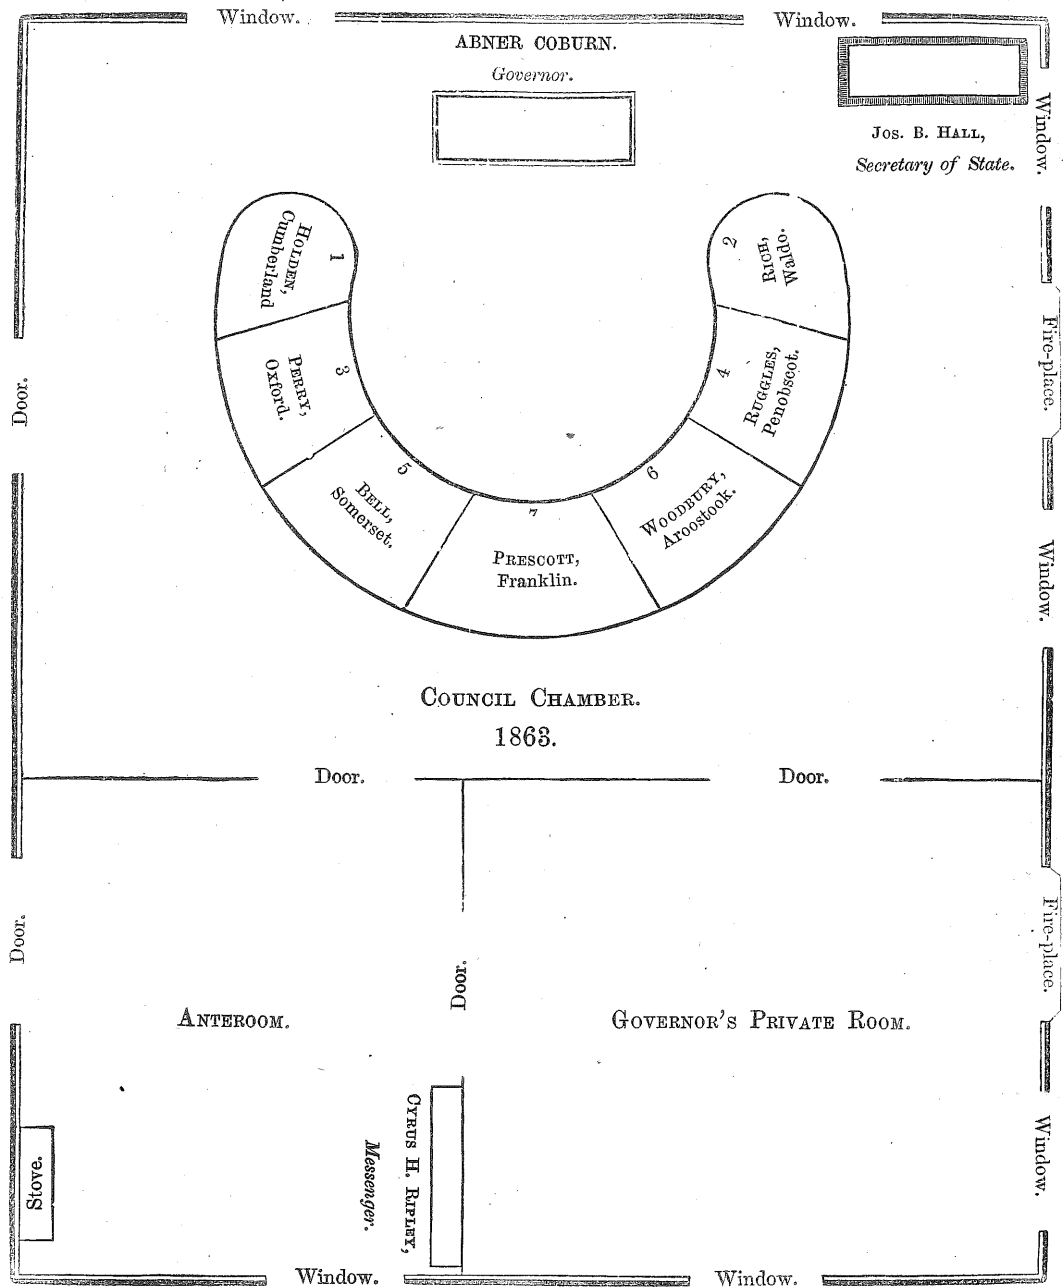 Window.
Window.
ABNER COBURN.
Governor.
JOS. B. HALL,
Secretary of State.
Window.
1
HOLDEN,
Cumberland
2
RICH,
Waldo.
3
PERRY,
Oxford.
4
RUGGLES,
Penobscot.
5
BELL,
Somerset.
6
WOODBURY,
Aroostook.
7
PRESCOTT,
Franklin.
Door.
Fire-place.
Window.
COUNCIL CHAMBER.
1863.
Door.
Door.
Door.
Door.
Fire-place.
ANTEROOM.
GOVERNOR'S PRIVATE ROOM.
Stove.
CYRUS H. RIPLEY,
Messenger.
Window.
Window.
Window.